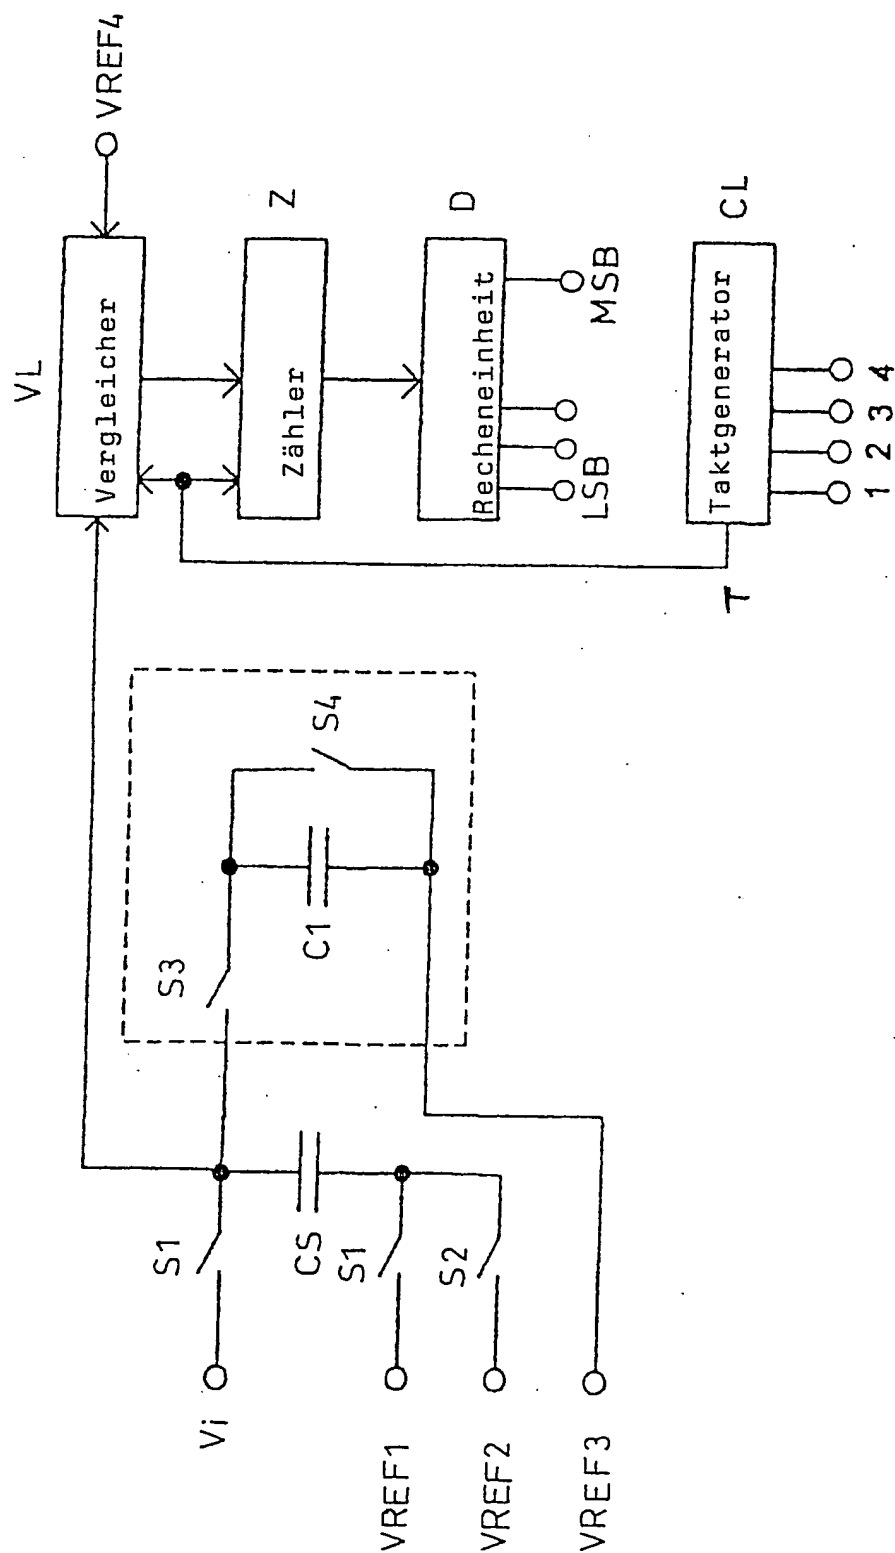 VL
Vergleicher
VREF4
Zähler
Z
Recheneinheit
D
LSB
MSB
Taktgenerator
CL
T
1 2 3 4
S3
S4
C1
S1
CS
S1
S2
Vi
VREF1
VREF2
VREF3